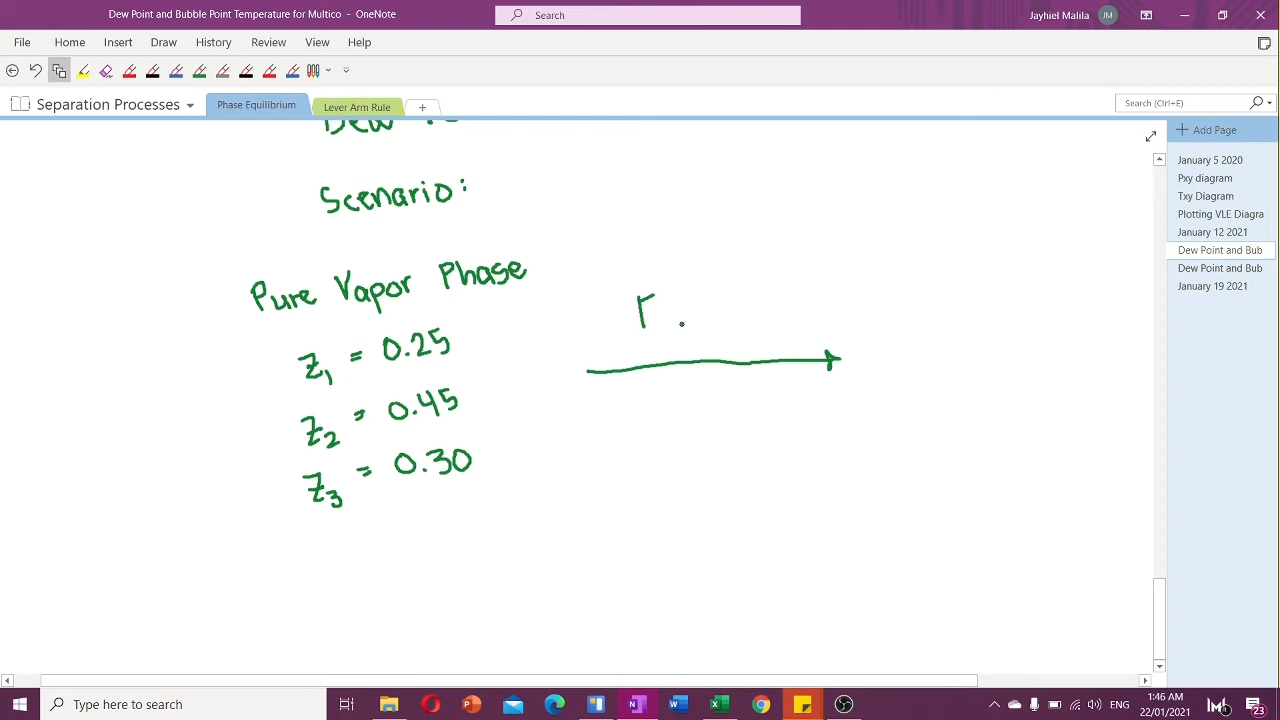 Dew Point and Bubble Point Temperature for Multico - OneNote
Search
Jayhiel Malila JM
File Home Insert Draw History Review View Help
Separation Processes
Phase Equilibrium
Lever Arm Rule
Search (Ctrl+E)
Add Page
January 5 2020
Pxy diagram
Txy Diagram
Plotting VLE Diagra
January 12 2021
Dew Point and Bub
Dew Point and Bub
January 19 2021
Scenario:
Pure Vapor Phase
z₁ = 0.25
z₂ = 0.45
z₃ = 0.30
Type here to search
ENG
1:46 AM
22/01/2021
23